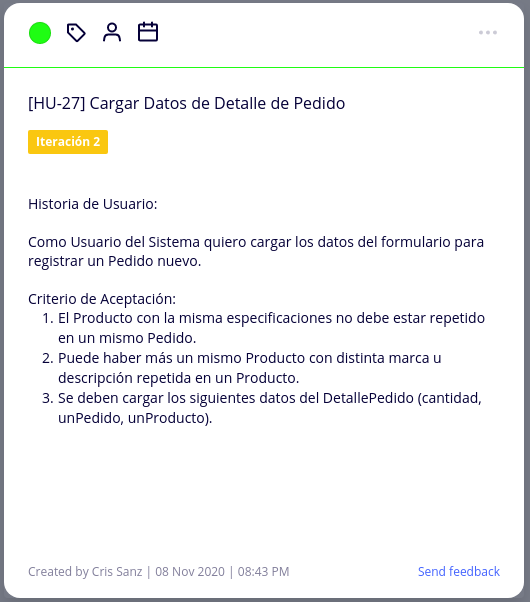 [HU-27] Cargar Datos de Detalle de Pedido
Iteración 2
Historia de Usuario:
Como Usuario del Sistema quiero cargar los datos del formulario para
registrar un Pedido nuevo.
Criterio de Aceptación:
1. El Producto con la misma especificaciones no debe estar repetido
en un mismo Pedido.
2. Puede haber más un mismo Producto con distinta marca u
descripción repetida en un Producto.
3. Se deben cargar los siguientes datos del DetallePedido (cantidad,
unPedido, unProducto).
Created by Cris Sanz | 08 Nov 2020 | 08:43 PM
Send feedback